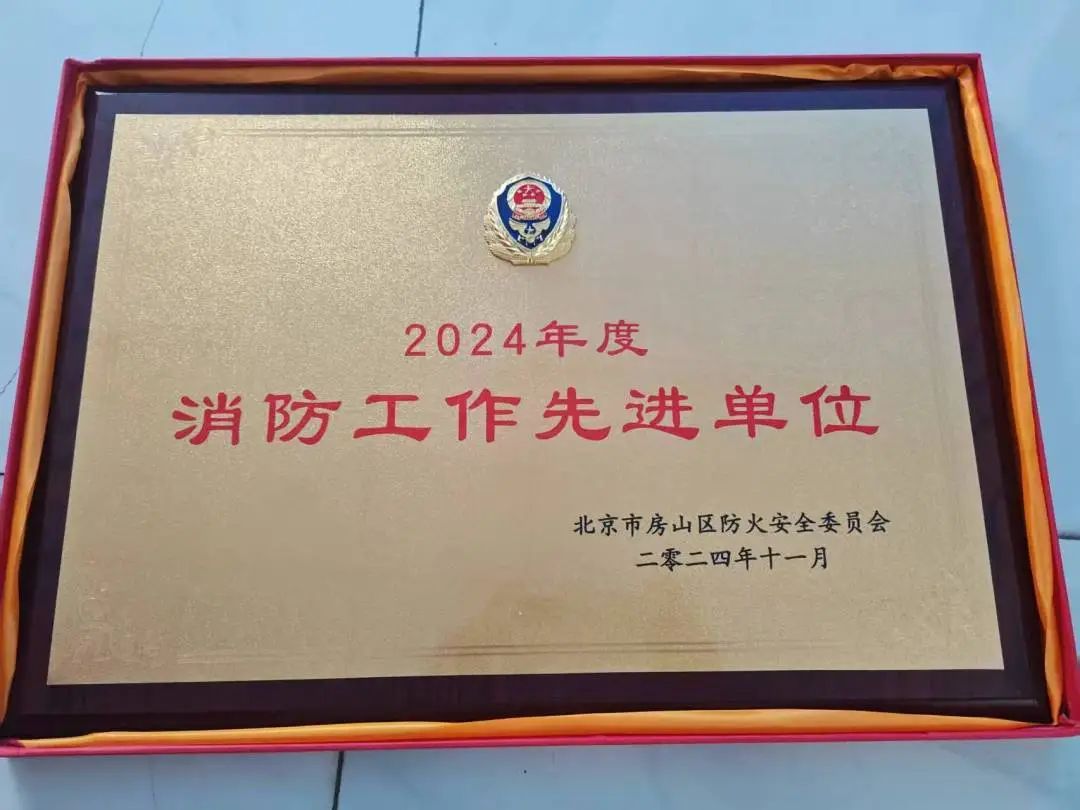 2024年度
消防工作先进单位
北京市房山区防火安全委员会
二零二四年十一月